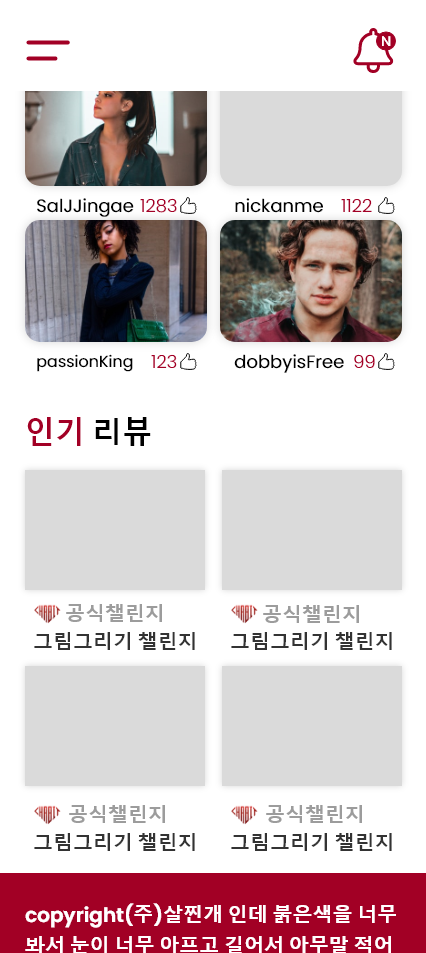 N
SalJJingae 1283
nickanme 1122
passionKing 123
dobbyisFree 99
인기 리뷰
CHABIT 공식챌린지
CHABIT 공식챌린지
그림그리기 챌린지
그림그리기 챌린지
CHABIT 공식챌린지
CHABIT 공식챌린지
그림그리기 챌린지
그림그리기 챌린지
copyright(주)살찐개 인데 붉은색을 너무
봐서 눈이 너무 아프고 길어서 아무말 적어